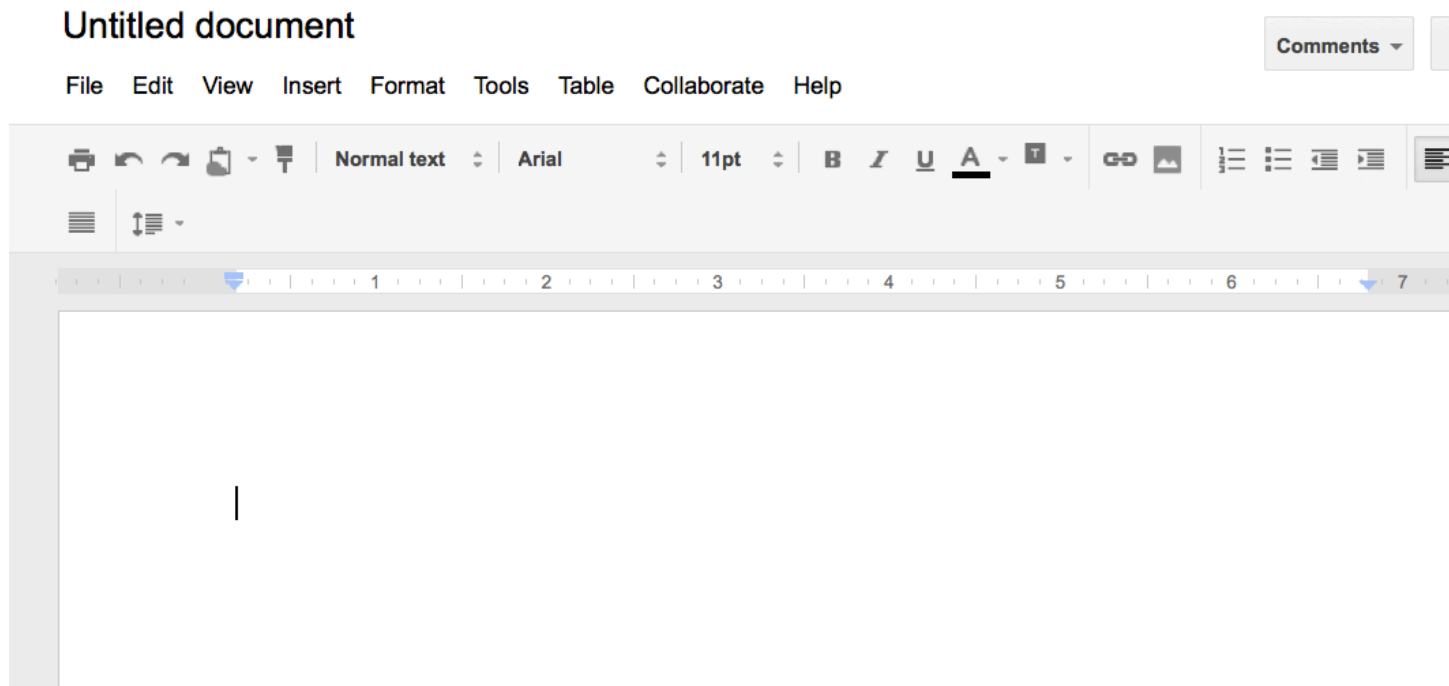 Untitled document
Comments
File Edit View Insert Format Tools Table Collaborate Help
Normal text Arial 11pt B I U A T
1 2 3 4 5 6 7